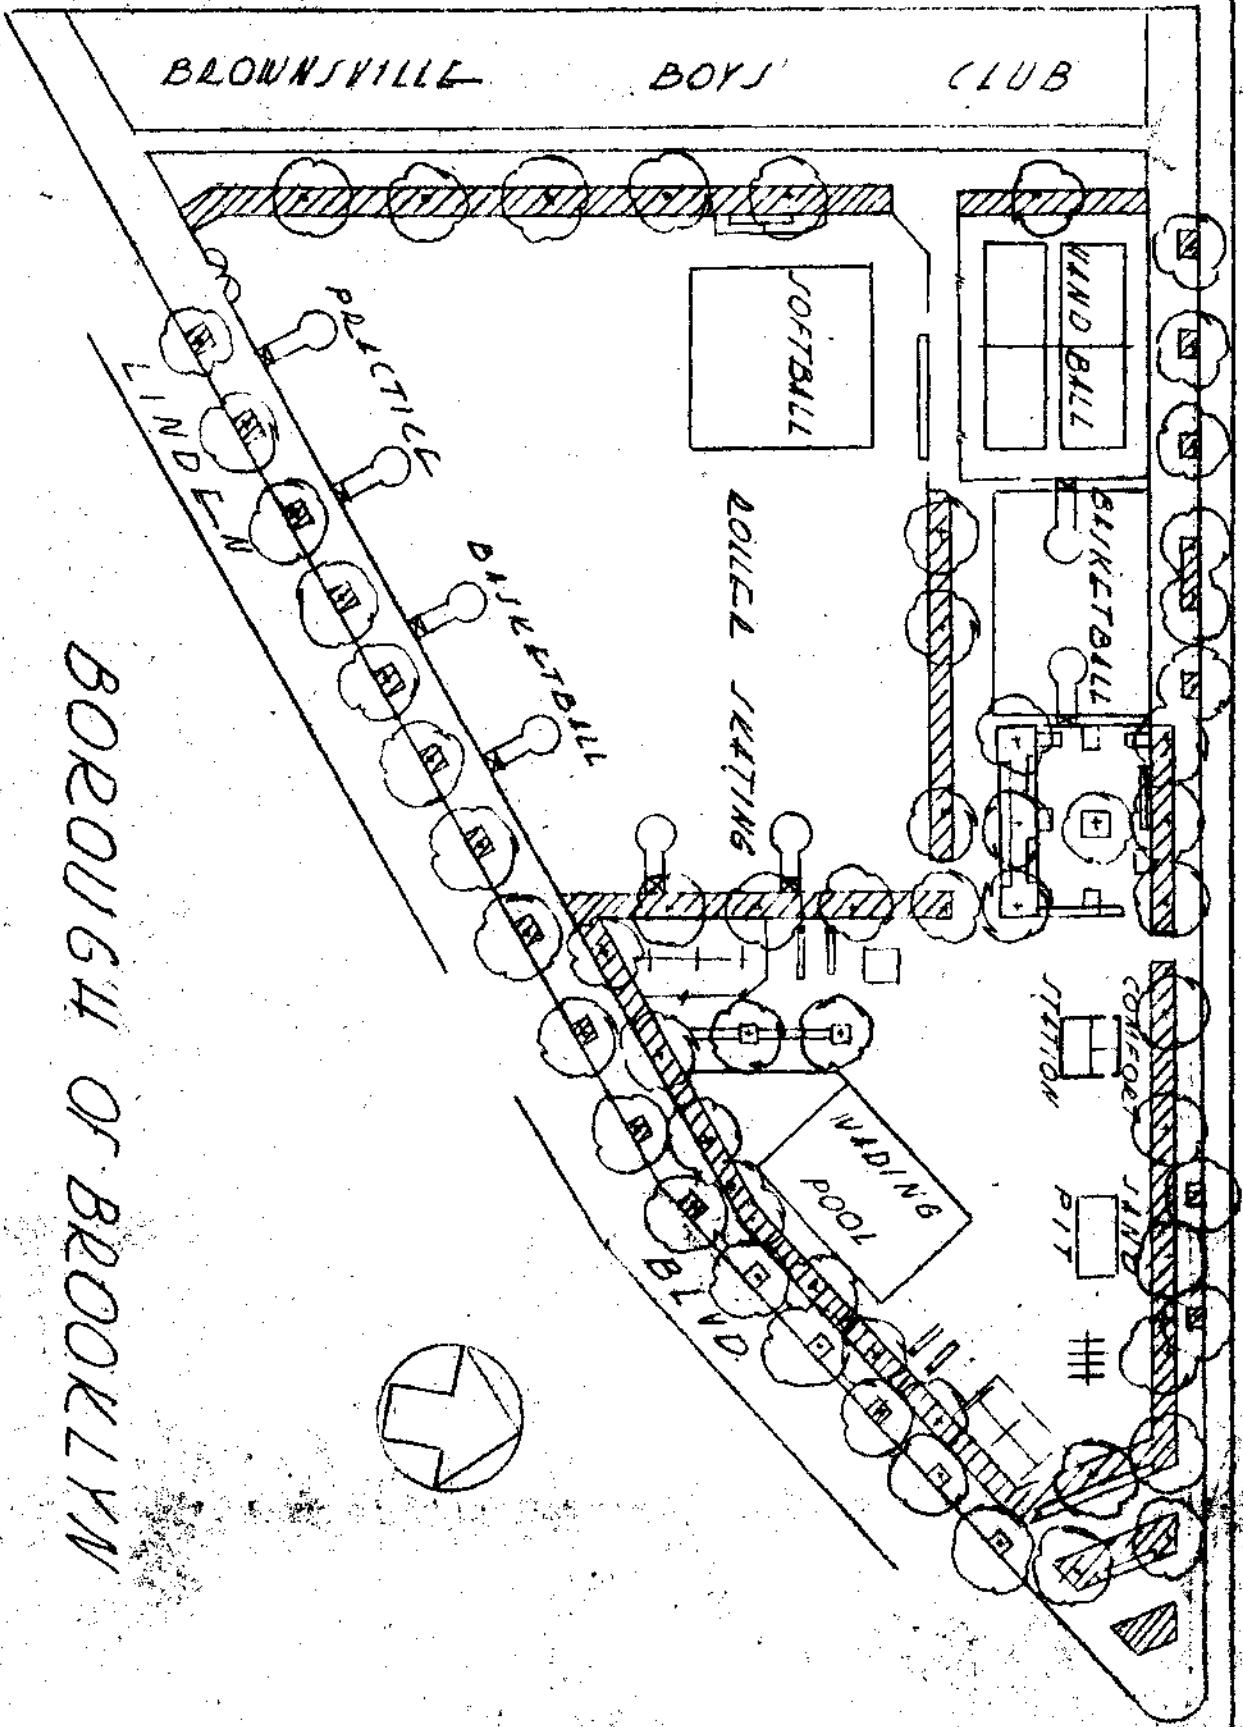 BROWNSVILLE BOYS' CLUB
HANDBALL
SOFTBALL
PRACTICE
BASKETBALL
LINDEN
BASKETBALL
ROLLER SKATING
COMFORT
STATION
WADING
POOL
SAND
PIT
BLVD.
BOROUGH OF BROOKLYN